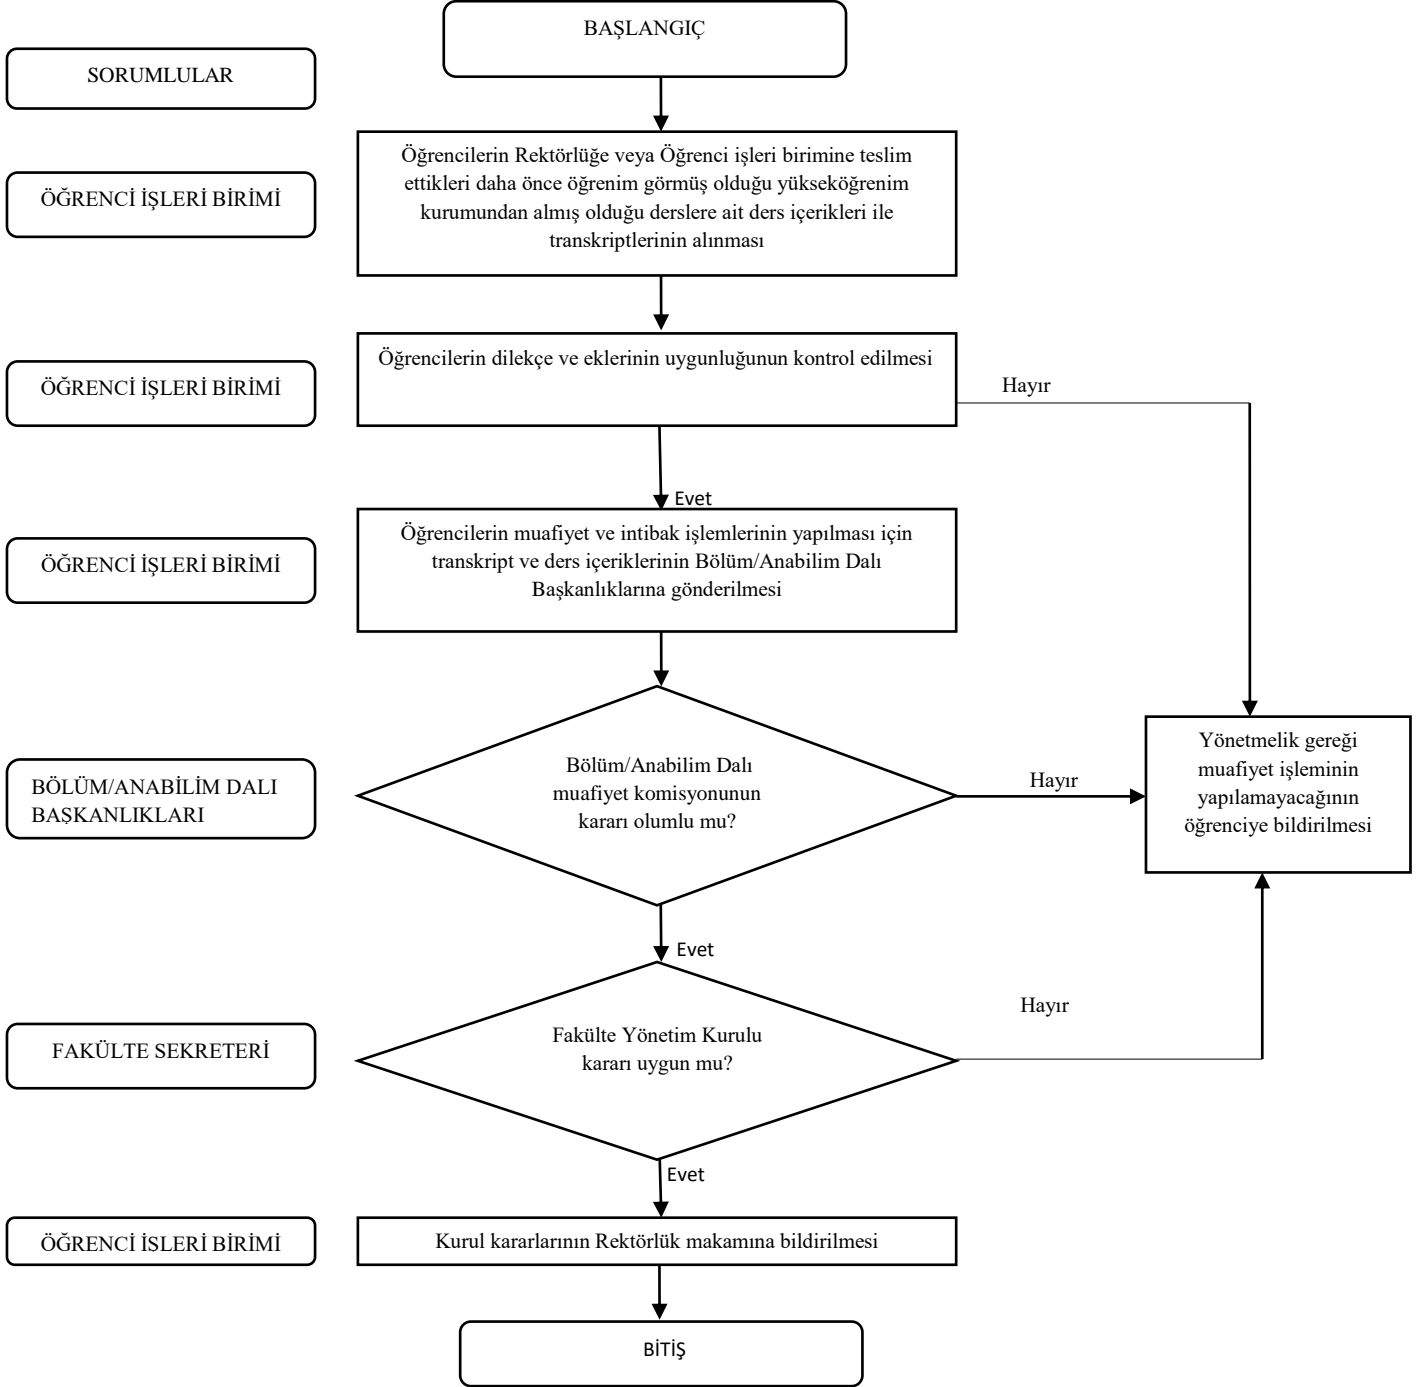 BAŞLANGIÇ
SORUMLULAR
Öğrencilerin Rektörlüğe veya Öğrenci işleri birimine teslim
ettikleri daha önce öğrenim görmüş olduğu yükseköğrenim
kurumundan almış olduğu derslere ait ders içerikleri ile
transkriptlerinin alınması
ÖĞRENCİ İŞLERİ BİRİMİ
Öğrencilerin dilekçe ve eklerinin uygunluğunun kontrol edilmesi
ÖĞRENCİ İŞLERİ BİRİMİ
Hayır
Evet
Öğrencilerin muafiyet ve intibak işlemlerinin yapılması için
transkript ve ders içeriklerinin Bölüm/Anabilim Dalı
Başkanlıklarına gönderilmesi
ÖĞRENCİ İŞLERİ BİRİMİ
BÖLÜM/ANABİLİM DALI
BAŞKANLIKLARI
Bölüm/Anabilim Dalı
muafiyet komisyonunun
kararı olumlu mu?
Hayır
Yönetmelik gereği
muafiyet işleminin
yapılamayacağının
öğrenciye bildirilmesi
Evet
Hayır
FAKÜLTE SEKRETERİ
Fakülte Yönetim Kurulu
kararı uygun mu?
Evet
ÖĞRENCİ İSLERİ BİRİMİ
Kurul kararlarının Rektörlük makamına bildirilmesi
BİTİŞ